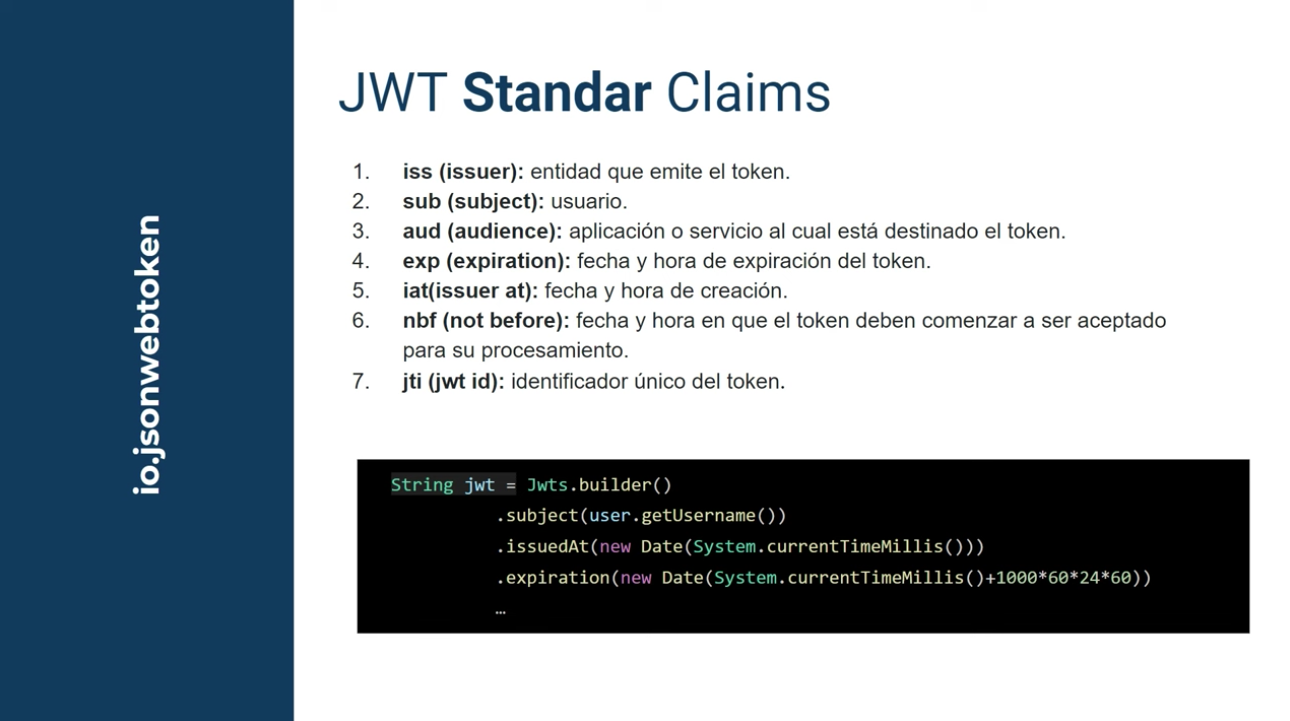 io.jsonwebtoken
JWT Standar Claims
1. iss (issuer): entidad que emite el token.
2. sub (subject): usuario.
3. aud (audience): aplicación o servicio al cual está destinado el token.
4. exp (expiration): fecha y hora de expiración del token.
5. iat(issuer at): fecha y hora de creación.
6. nbf (not before): fecha y hora en que el token deben comenzar a ser aceptado
para su procesamiento.
7. jti (jwt id): identificador único del token.
String jwt = Jwts.builder()
.subject(user.getUsername())
.issuedAt(new Date(System.currentTimeMillis()))
.expiration(new Date(System.currentTimeMillis()+1000*60*24*60))
…